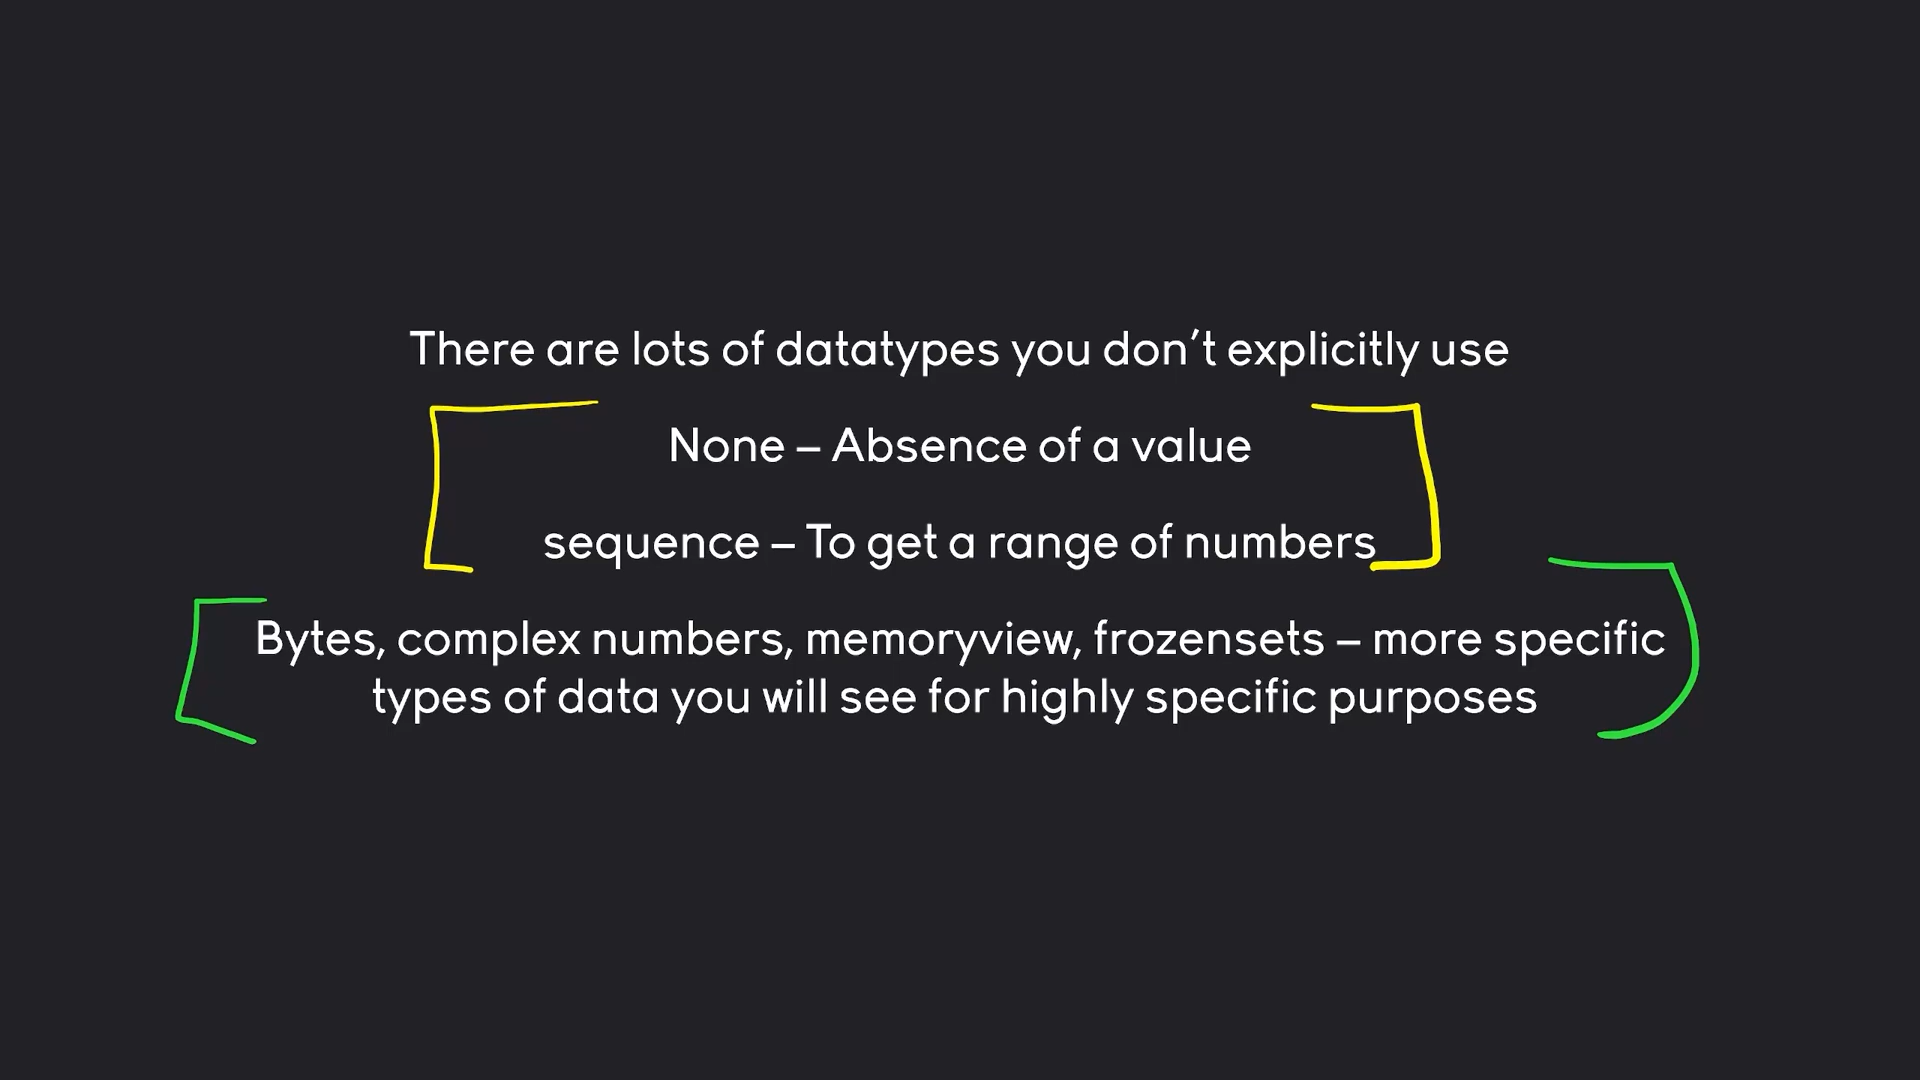 There are lots of datatypes you don’t explicitly use
None – Absence of a value
sequence – To get a range of numbers
Bytes, complex numbers, memoryview, frozensets – more specific
types of data you will see for highly specific purposes